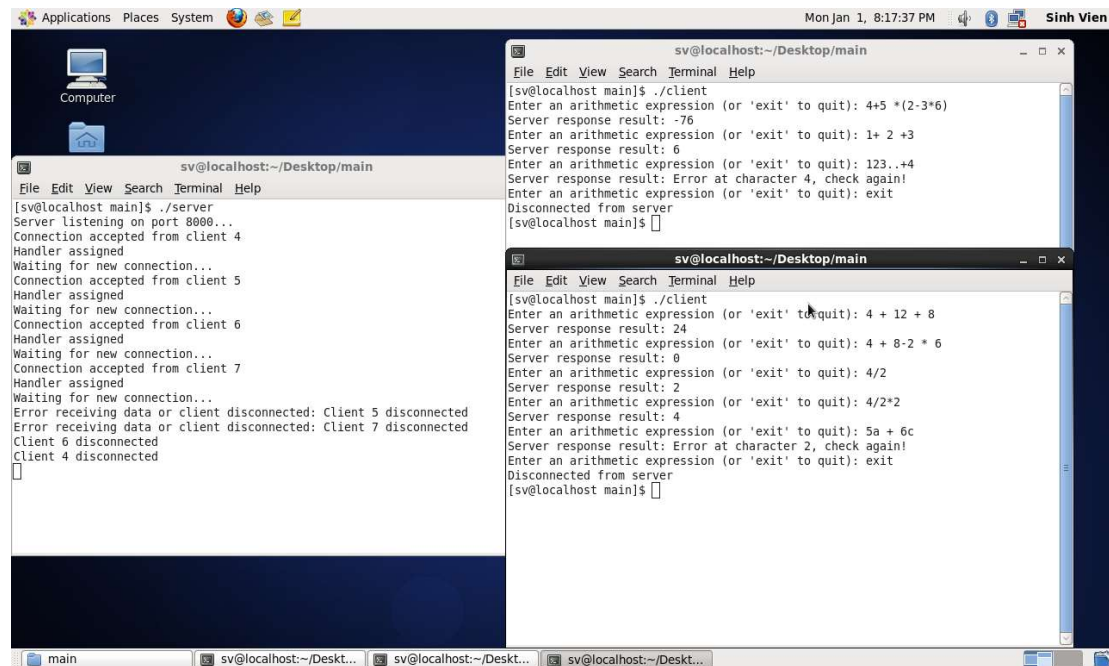 Applications Places System Mon Jan 1, 8:17:37 PM Sinh Vien
Computer
sv@localhost:~/Desktop/main
File Edit View Search Terminal Help
[sv@localhost main]$ ./server
Server listening on port 8000...
Connection accepted from client 4
Handler assigned
Waiting for new connection...
Connection accepted from client 5
Handler assigned
Waiting for new connection...
Connection accepted from client 6
Handler assigned
Waiting for new connection...
Connection accepted from client 7
Handler assigned
Waiting for new connection...
Error receiving data or client disconnected: Client 5 disconnected
Error receiving data or client disconnected: Client 7 disconnected
Client 6 disconnected
Client 4 disconnected
sv@localhost:~/Desktop/main
File Edit View Search Terminal Help
[sv@localhost main]$ ./client
Enter an arithmetic expression (or 'exit' to quit): 4+5 *(2-3*6)
Server response result: -76
Enter an arithmetic expression (or 'exit' to quit): 1+ 2 +3
Server response result: 6
Enter an arithmetic expression (or 'exit' to quit): 123..+4
Server response result: Error at character 4, check again!
Enter an arithmetic expression (or 'exit' to quit): exit
Disconnected from server
[sv@localhost main]$
sv@localhost:~/Desktop/main
File Edit View Search Terminal Help
[sv@localhost main]$ ./client
Enter an arithmetic expression (or 'exit' to quit): 4 + 12 + 8
Server response result: 24
Enter an arithmetic expression (or 'exit' to quit): 4 + 8-2 * 6
Server response result: 0
Enter an arithmetic expression (or 'exit' to quit): 4/2
Server response result: 2
Enter an arithmetic expression (or 'exit' to quit): 4/2*2
Server response result: 4
Enter an arithmetic expression (or 'exit' to quit): 5a + 6c
Server response result: Error at character 2, check again!
Enter an arithmetic expression (or 'exit' to quit): exit
Disconnected from server
[sv@localhost main]$
main sv@localhost:~/Deskt... sv@localhost:~/Deskt... sv@localhost:~/Deskt...